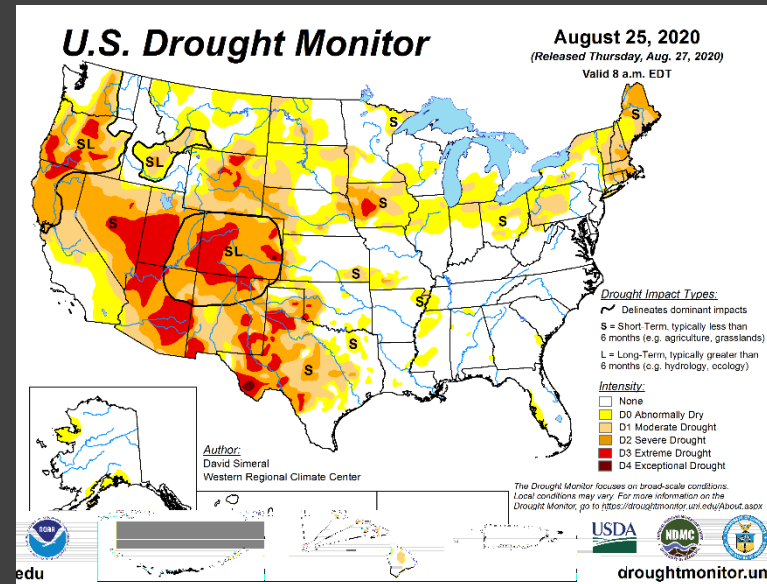 U.S. Drought Monitor
August 25, 2020
(Released Thursday, Aug. 27, 2020)
Valid 8 a.m. EDT
S
S
SL
SL
S
S
S
SL
S
S
S
S
Drought Impact Types:
Delineates dominant impacts
S = Short-Term, typically less than
6 months (e.g. agriculture, grasslands)
L = Long-Term, typically greater than
6 months (e.g. hydrology, ecology)
Intensity:
None
D0 Abnormally Dry
D1 Moderate Drought
D2 Severe Drought
D3 Extreme Drought
D4 Exceptional Drought
Author:
David Simeral
Western Regional Climate Center
The Drought Monitor focuses on broad-scale conditions.
Local conditions may vary. For more information on the
Drought Monitor, go to https://droughtmonitor.unl.edu/About.aspx
NOAA
USDA
NDMC
edu
droughtmonitor.un